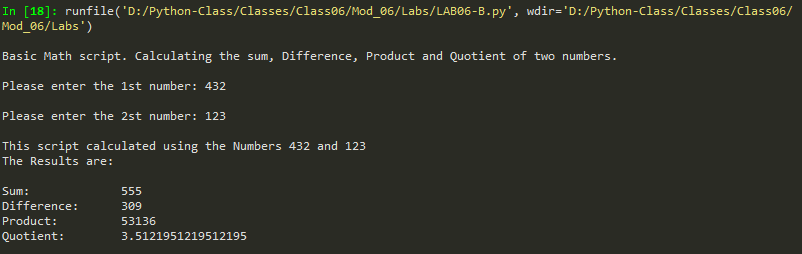 In [18]: runfile('D:/Python-Class/Classes/Class06/Mod_06/Labs/LAB06-B.py', wdir='D:/Python-Class/Classes/Class06/
Mod_06/Labs')
Basic Math script. Calculating the sum, Difference, Product and Quotient of two numbers.
Please enter the 1st number: 432
Please enter the 2st number: 123
This script calculated using the Numbers 432 and 123
The Results are:
Sum: 555
Difference: 309
Product: 53136
Quotient: 3.5121951219512195